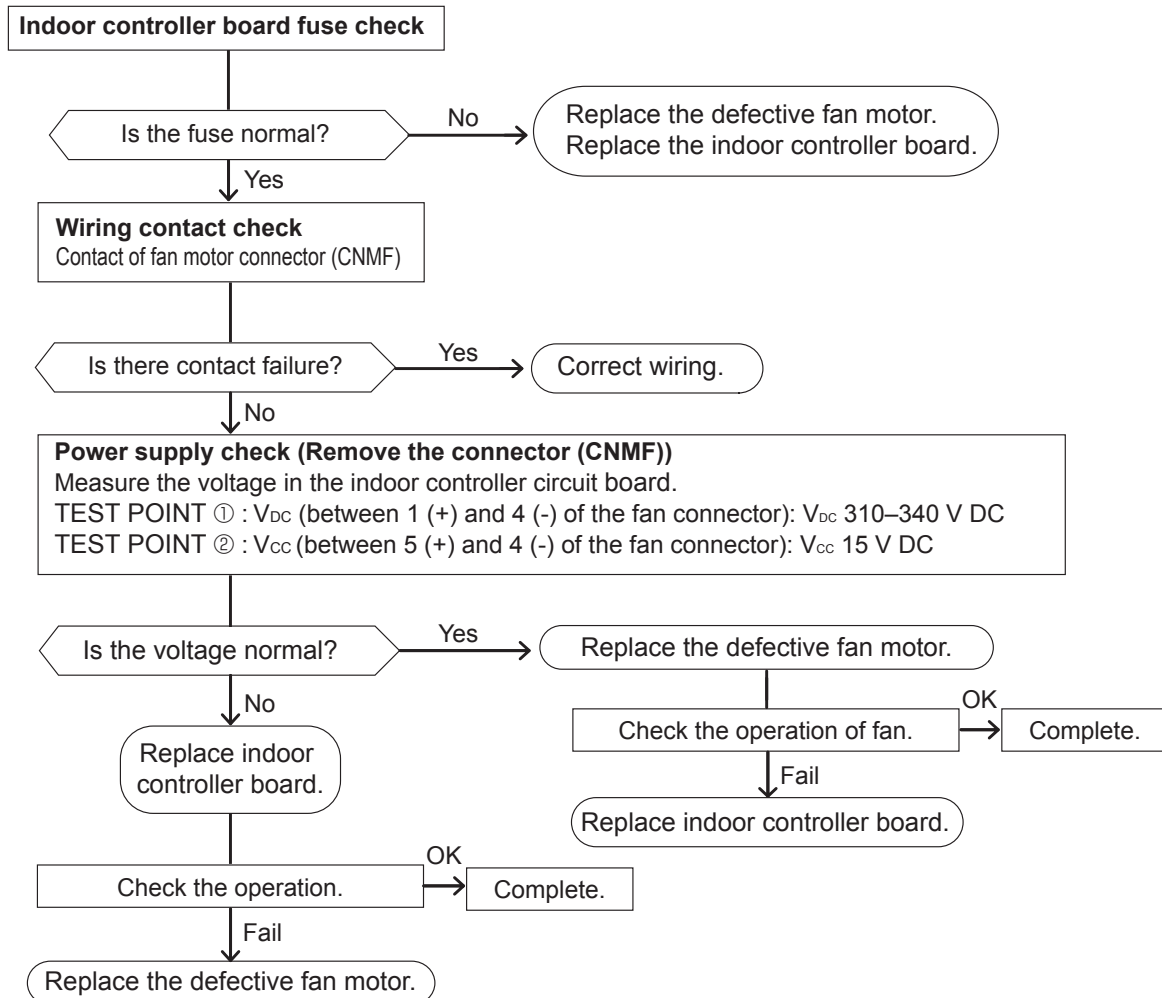 Indoor controller board fuse check
Is the fuse normal?
No
Replace the defective fan motor.
Replace the indoor controller board.
Yes
Wiring contact check
Contact of fan motor connector (CNMF)
Is there contact failure?
Yes
Correct wiring.
No
Power supply check (Remove the connector (CNMF))
Measure the voltage in the indoor controller circuit board.
TEST POINT ① : VDC (between 1 (+) and 4 (-) of the fan connector): VDC 310–340 V DC
TEST POINT ② : VCC (between 5 (+) and 4 (-) of the fan connector): Vcc 15 V DC
Is the voltage normal?
Yes
Replace the defective fan motor.
No
Check the operation of fan.
OK
Complete.
Fail
Replace indoor controller board.
Replace indoor
controller board.
Check the operation.
OK
Complete.
Fail
Replace the defective fan motor.